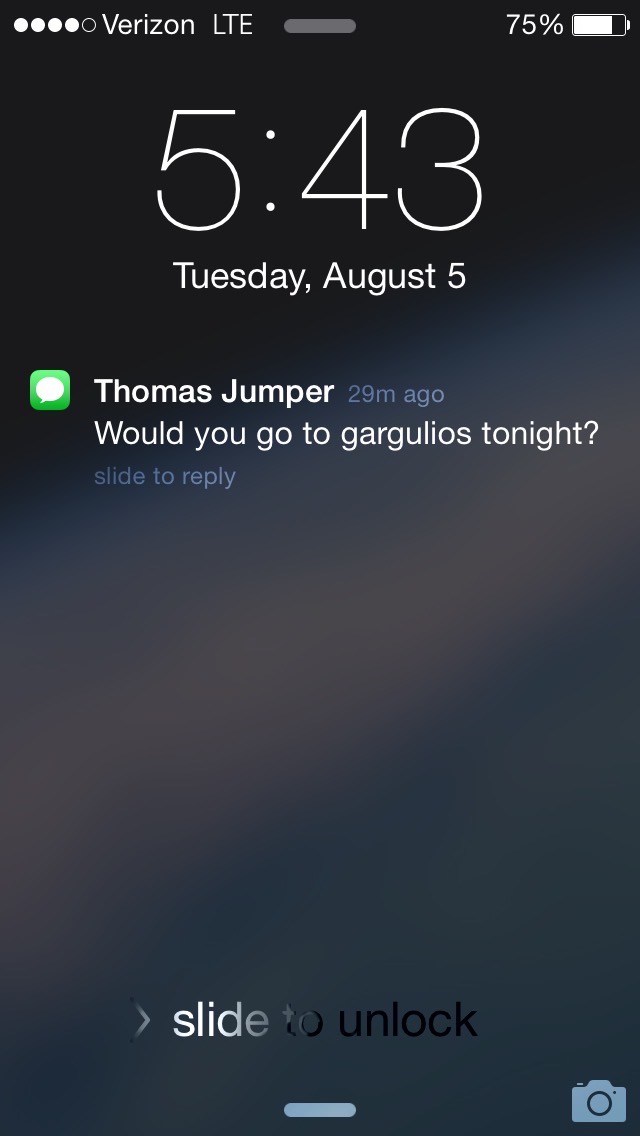 Verizon LTE 75%
5:43
Tuesday, August 5
Thomas Jumper 29m ago
Would you go to gargulios tonight?
slide to reply
slide to unlock